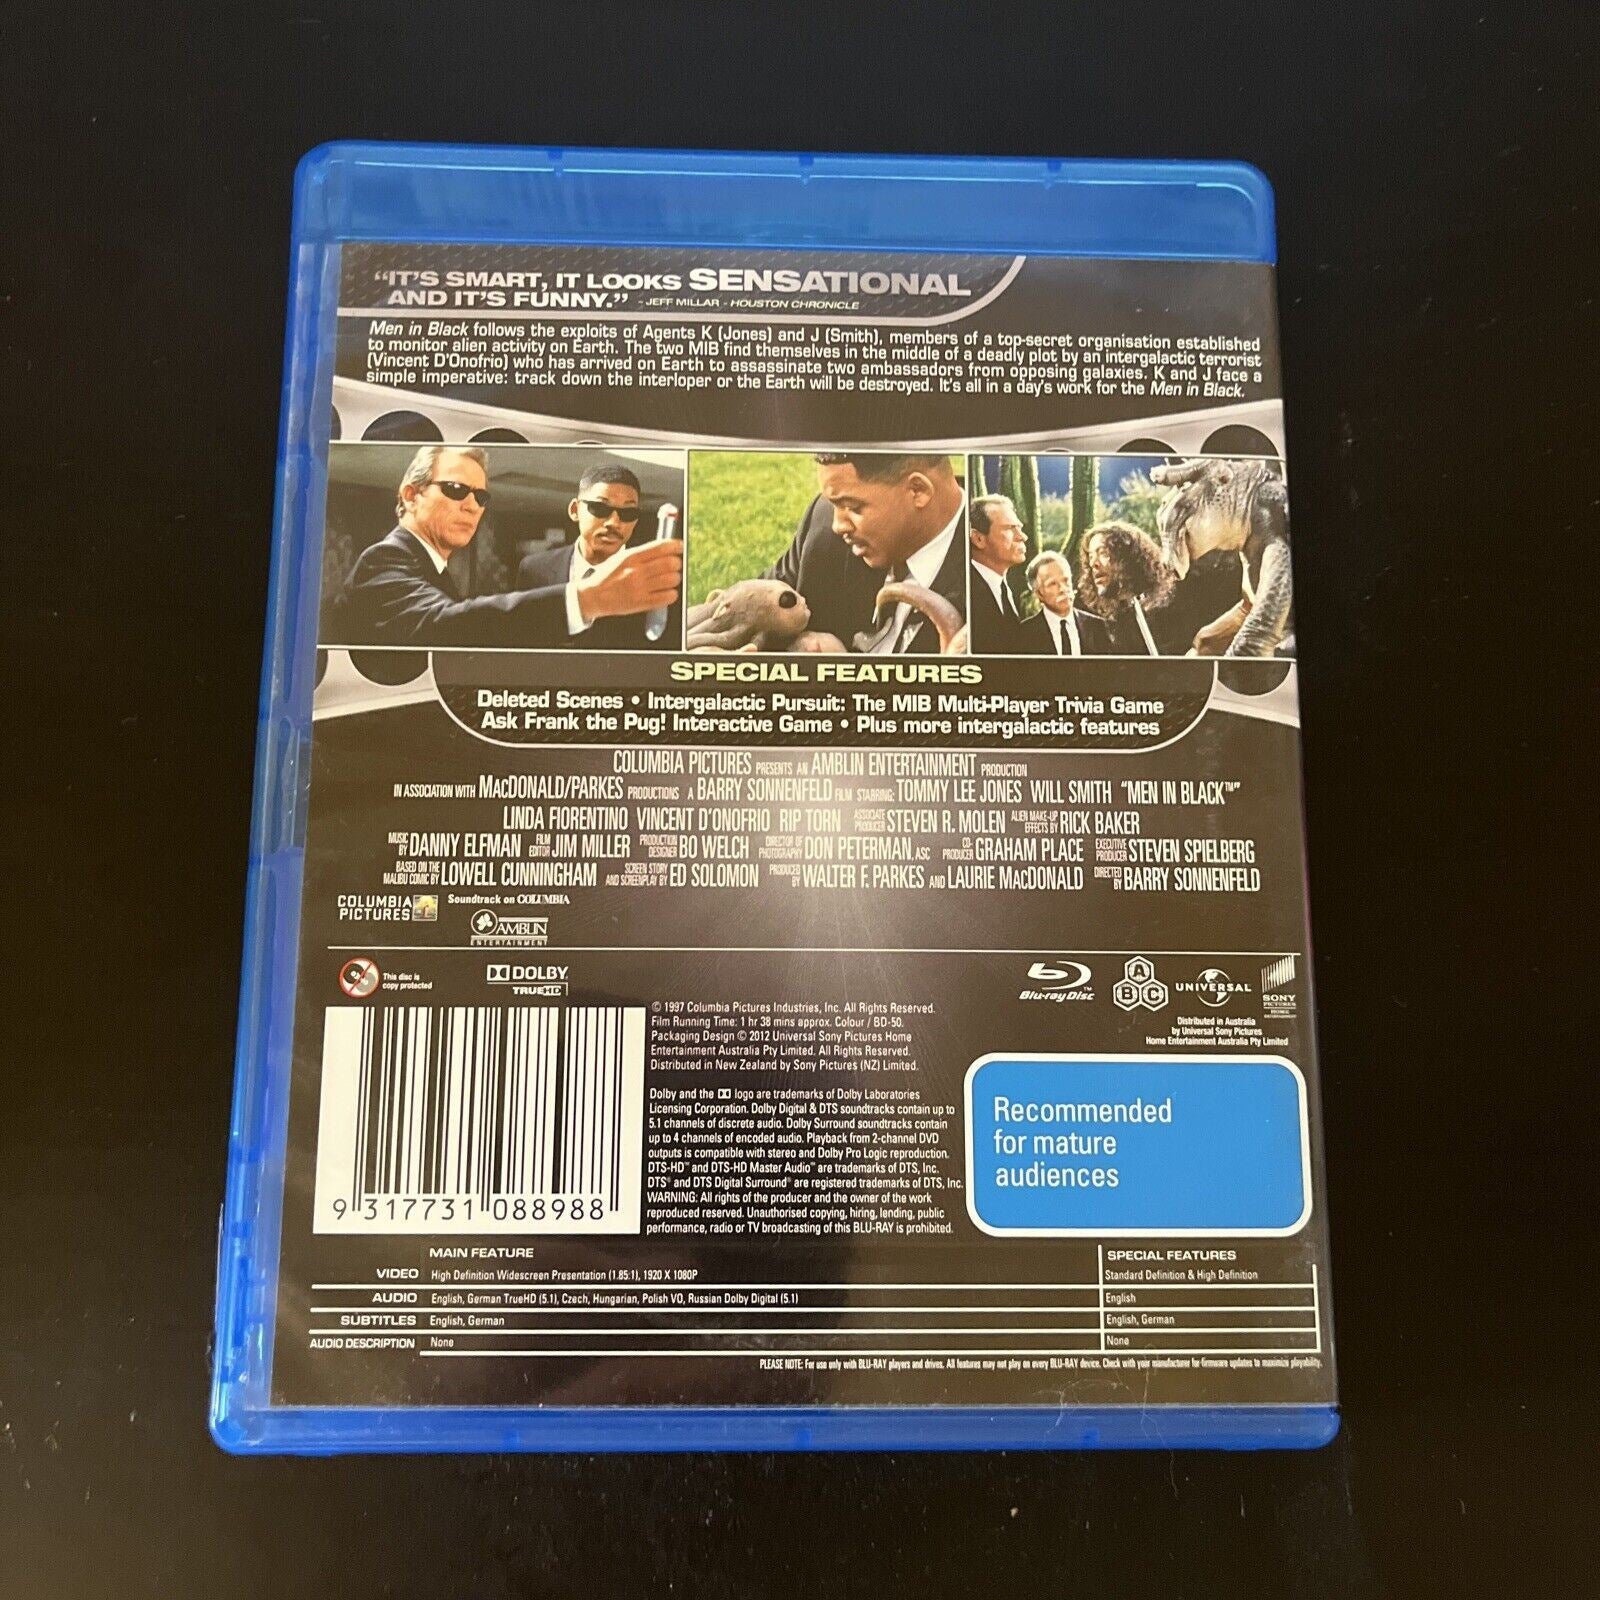 “IT'S SMART, IT LOOKS SENSATIONAL
AND IT'S FUNNY.” - JEFF MILLAR - HOUSTON CHRONICLE
Men in Black follows the exploits of Agents K (Jones) and J (Smith), members of a top-secret organisation established
to monitor alien activity on Earth. The two MIB find themselves in the middle of a deadly plot by an intergalactic terrorist
(Vincent D'Onofrio) who has arrived on Earth to assassinate two ambassadors from opposing galaxies. K and J face a
simple imperative: track down the interloper or the Earth will be destroyed. It's all in a day's work for the Men in Black.
SPECIAL FEATURES
Deleted Scenes • Intergalactic Pursuit: The MIB Multi-Player Trivia Game
Ask Frank the Pug! Interactive Game • Plus more intergalactic features
COLUMBIA PICTURES PRESENTS AN AMBLIN ENTERTAINMENT PRODUCTION
IN ASSOCIATION WITH MACDONALD/PARKES PRODUCTIONS A BARRY SONNENFELD FILM STARRING: TOMMY LEE JONES WILL SMITH “MEN IN BLACK™”
LINDA FIORENTINO VINCENT D'ONOFRIO RIP TORN ASSOCIATE PRODUCER STEVEN R. MOLEN ALIEN MAKE-UP EFFECTS BY RICK BAKER
MUSIC BY DANNY ELFMAN FILM EDITOR JIM MILLER PRODUCTION DESIGNER BO WELCH DIRECTOR OF PHOTOGRAPHY DON PETERMAN, ASC CO-PRODUCER GRAHAM PLACE EXECUTIVE PRODUCER STEVEN SPIELBERG
BASED ON THE MALIBU COMIC BY LOWELL CUNNINGHAM SCREEN STORY AND SCREENPLAY BY ED SOLOMON PRODUCED BY WALTER F. PARKES AND LAURIE MACDONALD DIRECTED BY BARRY SONNENFELD
COLUMBIA PICTURES
Soundtrack on COLUMBIA
AMBLIN
ENTERTAINMENT
This disc is
copy protected
DOLBY
TRUEHD
Blu-ray Disc
A
B C
UNIVERSAL
SONY
PICTURES
HOME
ENTERTAINMENT
Distributed in Australia
by Universal Sony Pictures
Home Entertainment Australia Pty Limited
© 1997 Columbia Pictures Industries, Inc. All Rights Reserved.
Film Running Time: 1 hr 38 mins approx. Colour / BD-50.
Packaging Design © 2012 Universal Sony Pictures Home
Entertainment Australia Pty Limited. All Rights Reserved.
Distributed in New Zealand by Sony Pictures (NZ) Limited.
Dolby and the DD logo are trademarks of Dolby Laboratories
Licensing Corporation. Dolby Digital & DTS soundtracks contain up to
5.1 channels of discrete audio. Dolby Surround soundtracks contain
up to 4 channels of encoded audio. Playback from 2-channel DVD
outputs is compatible with stereo and Dolby Pro Logic reproduction.
DTS-HD™ and DTS-HD Master Audio™ are trademarks of DTS, Inc.
DTS® and DTS Digital Surround® are registered trademarks of DTS, Inc.
WARNING: All rights of the producer and the owner of the work
reproduced reserved. Unauthorised copying, hiring, lending, public
performance, radio or TV broadcasting of this BLU-RAY is prohibited.
9 317731 088988
Recommended
for mature
audiences
MAIN FEATURE
SPECIAL FEATURES
VIDEO High Definition Widescreen Presentation (1.85:1), 1920 X 1080P
Standard Definition & High Definition
AUDIO English, German TrueHD (5.1), Czech, Hungarian, Polish VO, Russian Dolby Digital (5.1)
English
SUBTITLES English, German
English, German
AUDIO DESCRIPTION None
None
PLEASE NOTE: For use only with BLU-RAY players and drives. All features may not play on every BLU-RAY device. Check with your manufacturer for firmware updates to maximize playability.